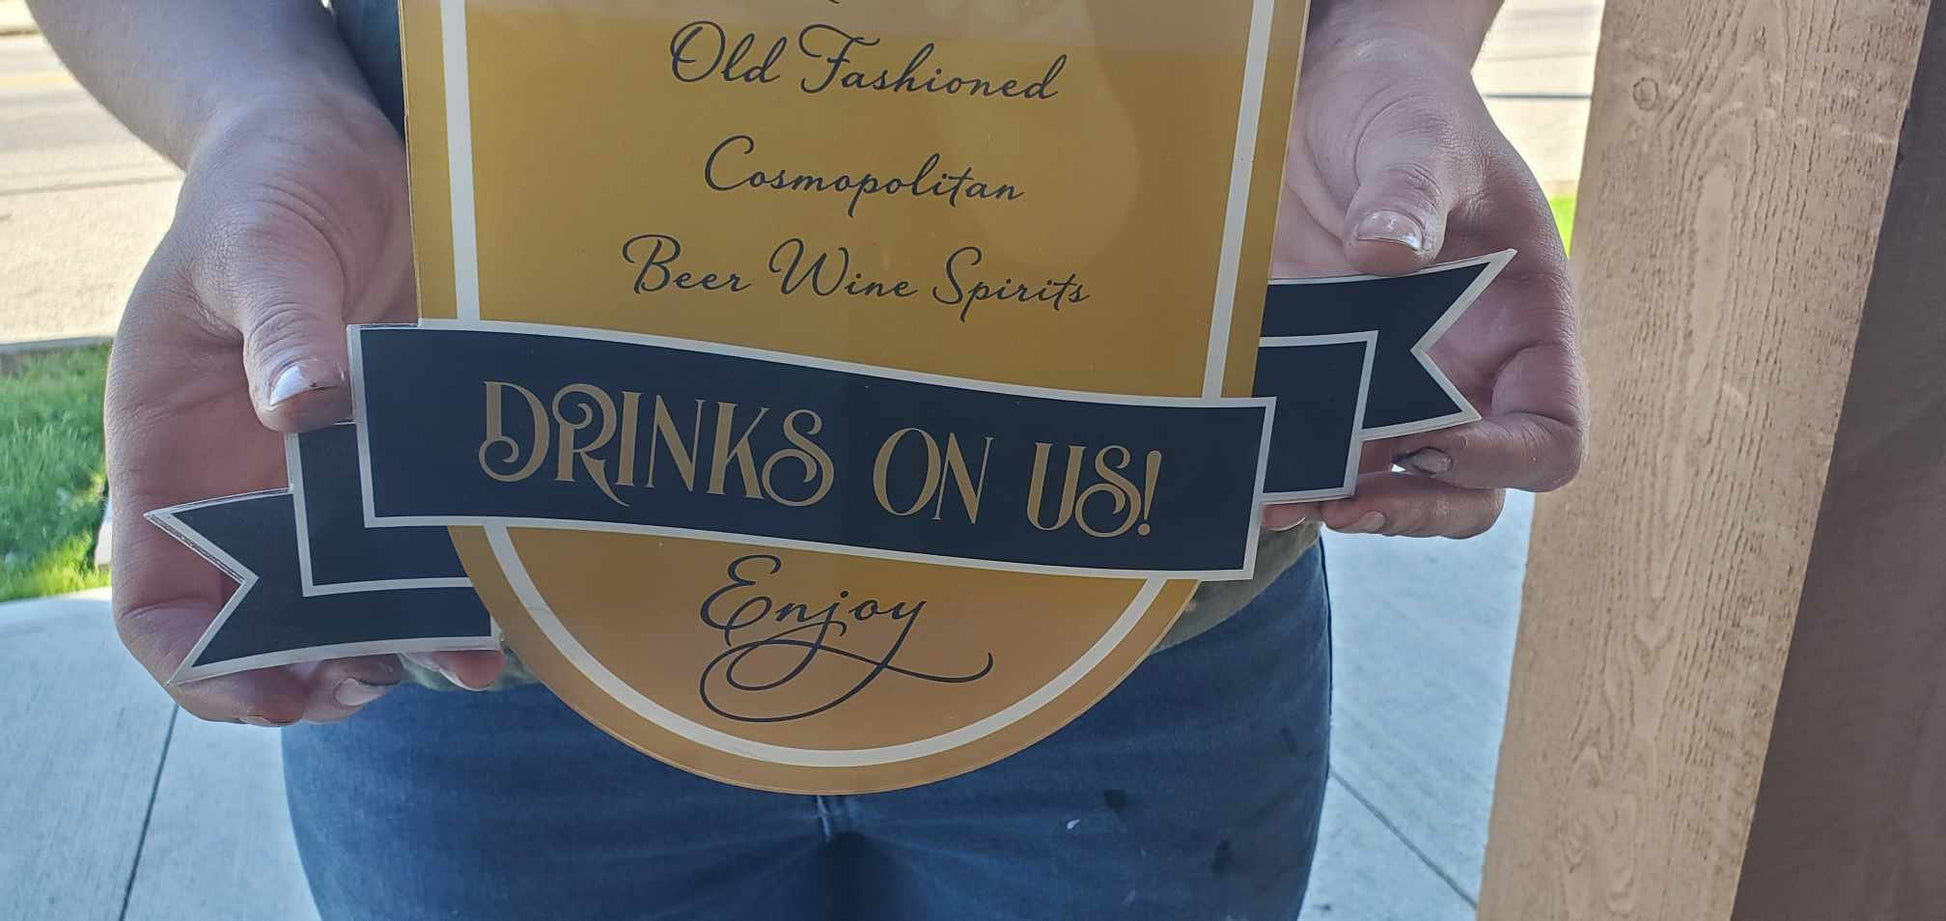 Old Fashioned
Cosmopolitan
Beer Wine Spirits
DRINKS ON US!
Enjoy